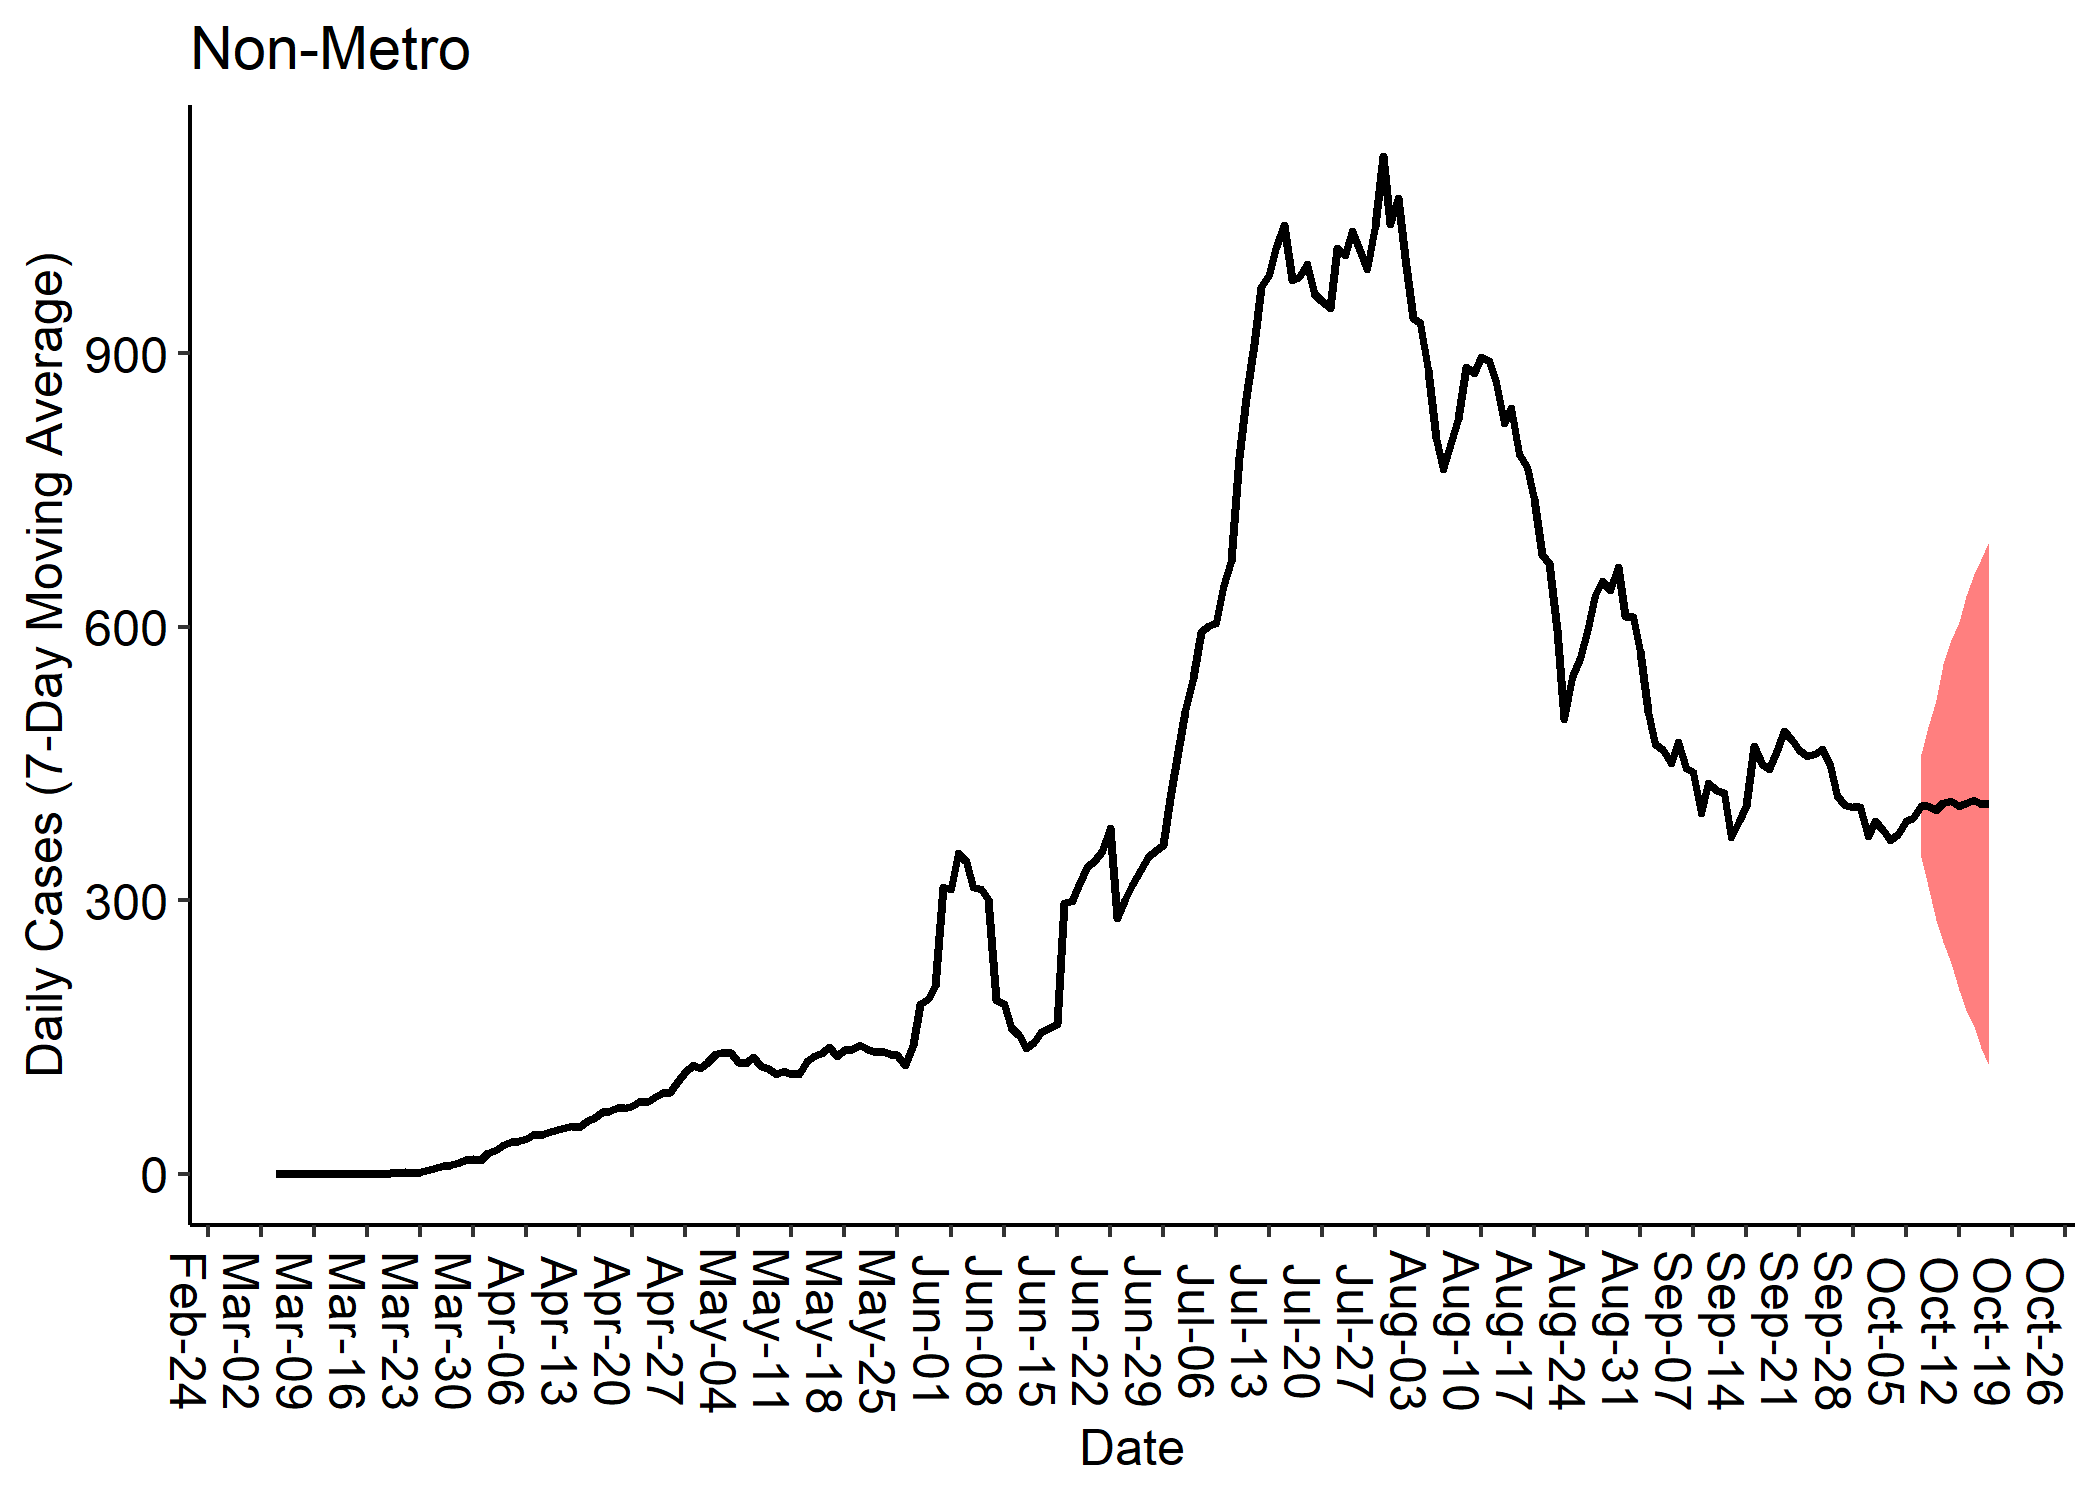 Non-Metro
Daily Cases (7-Day Moving Average)
900
600
300
0
Feb-24
Mar-02
Mar-09
Mar-16
Mar-23
Mar-30
Apr-06
Apr-13
Apr-20
Apr-27
May-04
May-11
May-18
May-25
Jun-01
Jun-08
Jun-15
Jun-22
Jun-29
Jul-06
Jul-13
Jul-20
Jul-27
Aug-03
Aug-10
Aug-17
Aug-24
Aug-31
Sep-07
Sep-14
Sep-21
Sep-28
Oct-05
Oct-12
Oct-19
Oct-26
Date